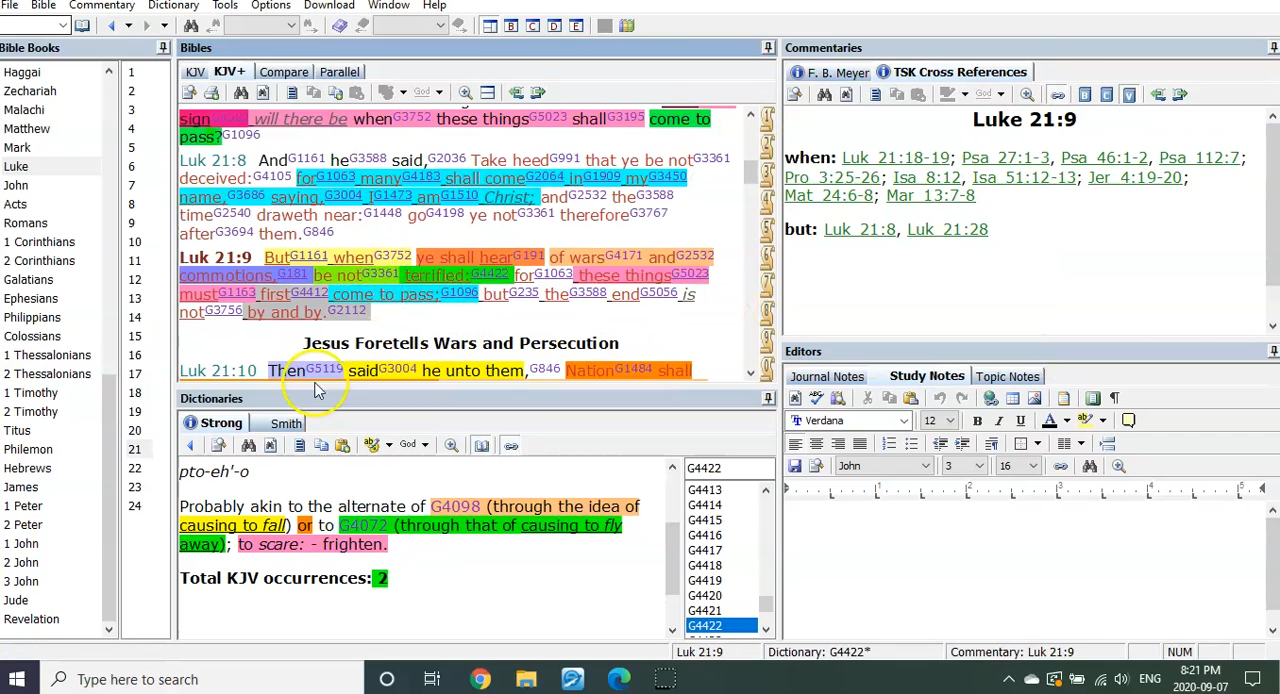 File Bible Commentary Dictionary Tools Options Download Window Help
B C D E
Bible Books
Haggai
Zechariah
Malachi
Matthew
Mark
Luke
John
Acts
Romans
1 Corinthians
2 Corinthians
Galatians
Ephesians
Philippians
Colossians
1 Thessalonians
2 Thessalonians
1 Timothy
2 Timothy
Titus
Philemon
Hebrews
James
1 Peter
2 Peter
1 John
2 John
3 John
Jude
Revelation
1
2
3
4
5
6
7
8
9
10
11
12
13
14
15
16
17
18
19
20
21
22
23
24
Bibles
KJV KJV+ Compare Parallel
God
sign will there be when G3752 these things G5023 shall G3195 come to
pass? G1096
Luk 21:8 And G1161 he G3588 said, G2036 Take heed G991 that ye be not G3361
deceived: G4105 for G1063 many G4183 shall come G2064 in G1909 my G3450
name, G3686 saying, G3004 I G1473 am G1510 Christ; and G2532 the
time G2540 draweth near: G1448 go G4198 ye not G3361 therefore G3767
after G3694 them. G846
Luk 21:9 But G1161 when G3752 ye shall hear G191 of wars G4171 and G2532
commotions, G181 be not G3361 terrified: G4422 for G1063 these things G5023
must G1163 first G4412 come to pass; G1096 but G235 the G3588 end G5056 is
not G3756 by and by. G2112
Jesus Foretells Wars and Persecution
Luk 21:10 Then G5119 said G3004 he unto them, G846 Nation G1484 shall
Dictionaries
Strong Smith
God
pto-eh'-o
Probably akin to the alternate of G4098 (through the idea of
causing to fall) or to G4072 (through that of causing to fly
away); to scare: - frighten.
Total KJV occurrences: 2
G4422
G4413
G4414
G4415
G4416
G4417
G4418
G4419
G4420
G4421
G4422
Commentaries
F. B. Meyer TSK Cross References
God D C V
Luke 21:9
when: Luk 21:18-19; Psa 27:1-3, Psa 46:1-2, Psa 112:7;
Pro 3:25-26; Isa 8:12, Isa 51:12-13; Jer 4:19-20;
Mat 24:6-8; Mar 13:7-8
but: Luk 21:8, Luk 21:28
Editors
Journal Notes Study Notes Topic Notes
Verdana 12 B I U A
John 3 16
1 2 3 4 5
Luk 21:9 Dictionary: G4422* Commentary: Luk 21:9 NUM
Type here to search
ENG
8:21 PM
2020-09-07